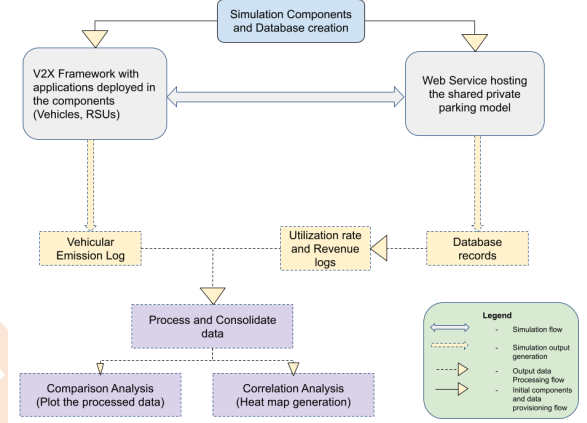 Simulation Components
and Database creation
V2X Framework with
applications deployed in
the components
(Vehicles, RSUs)
Web Service hosting
the shared private
parking model
Vehicular
Emission Log
Utilization rate
and Revenue
logs
Database
records
Process and Consolidate
data
Comparison Analysis
(Plot the processed data)
Correlation Analysis
(Heat map generation)
Legend
- Simulation flow
- Simulation output
generation
- Output data
Processing flow
- Initial components
and data
provisioning flow